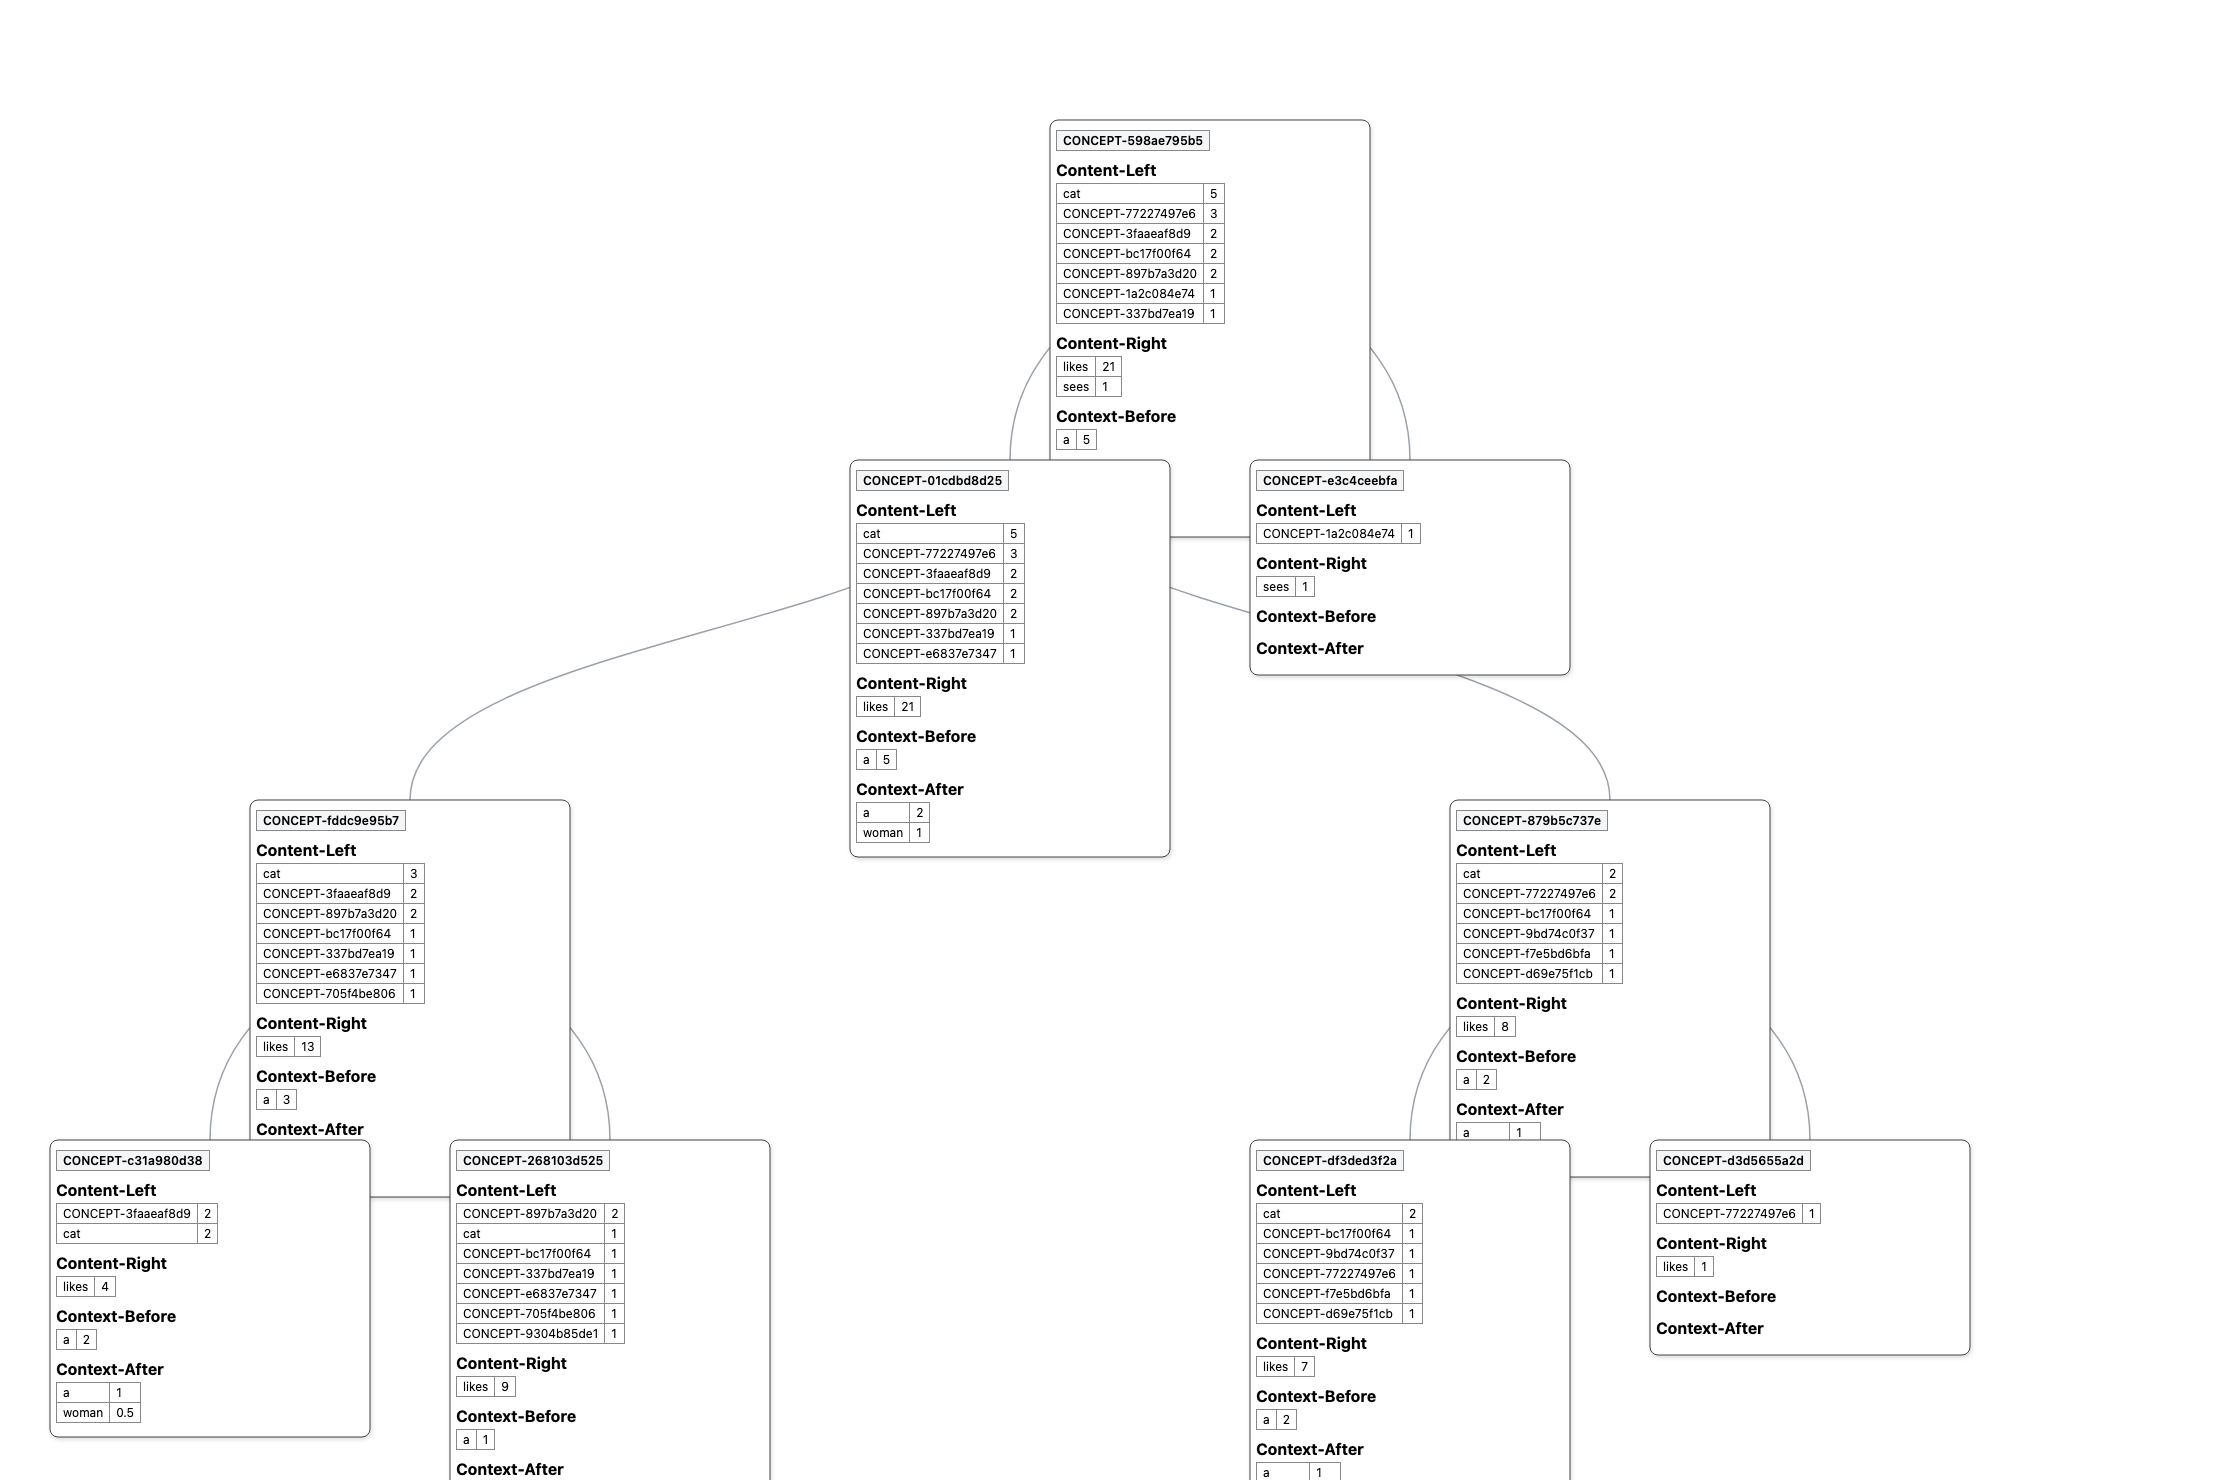 CONCEPT-598ae795b5
Content-Left
cat 5
CONCEPT-77227497e6 3
CONCEPT-3faaeaf8d9 2
CONCEPT-bc17f00f64 2
CONCEPT-897b7a3d20 2
CONCEPT-1a2c084e74 1
CONCEPT-337bd7ea19 1
Content-Right
likes 21
sees 1
Context-Before
a 5
CONCEPT-01cdbd8d25
Content-Left
cat 5
CONCEPT-77227497e6 3
CONCEPT-3faaeaf8d9 2
CONCEPT-bc17f00f64 2
CONCEPT-897b7a3d20 2
CONCEPT-337bd7ea19 1
CONCEPT-e6837e7347 1
Content-Right
likes 21
Context-Before
a 5
Context-After
a 2
woman 1
CONCEPT-e3c4ceebfa
Content-Left
CONCEPT-1a2c084e74 1
Content-Right
sees 1
Context-Before
Context-After
CONCEPT-fddc9e95b7
Content-Left
cat 3
CONCEPT-3faaeaf8d9 2
CONCEPT-897b7a3d20 2
CONCEPT-bc17f00f64 1
CONCEPT-337bd7ea19 1
CONCEPT-e6837e7347 1
CONCEPT-705f4be806 1
Content-Right
likes 13
Context-Before
a 3
Context-After
CONCEPT-879b5c737e
Content-Left
cat 2
CONCEPT-77227497e6 2
CONCEPT-bc17f00f64 1
CONCEPT-9bd74c0f37 1
CONCEPT-f7e5bd6bfa 1
CONCEPT-d69e75f1cb 1
Content-Right
likes 8
Context-Before
a 2
Context-After
a 1
CONCEPT-c31a980d38
Content-Left
CONCEPT-3faaeaf8d9 2
cat 2
Content-Right
likes 4
Context-Before
a 2
Context-After
a 1
woman 0.5
CONCEPT-268103d525
Content-Left
CONCEPT-897b7a3d20 2
cat 1
CONCEPT-bc17f00f64 1
CONCEPT-337bd7ea19 1
CONCEPT-e6837e7347 1
CONCEPT-705f4be806 1
CONCEPT-9304b85de1 1
Content-Right
likes 9
Context-Before
a 1
Context-After
CONCEPT-df3ded3f2a
Content-Left
cat 2
CONCEPT-bc17f00f64 1
CONCEPT-9bd74c0f37 1
CONCEPT-77227497e6 1
CONCEPT-f7e5bd6bfa 1
CONCEPT-d69e75f1cb 1
Content-Right
likes 7
Context-Before
a 2
Context-After
a 1
CONCEPT-d3d5655a2d
Content-Left
CONCEPT-77227497e6 1
Content-Right
likes 1
Context-Before
Context-After